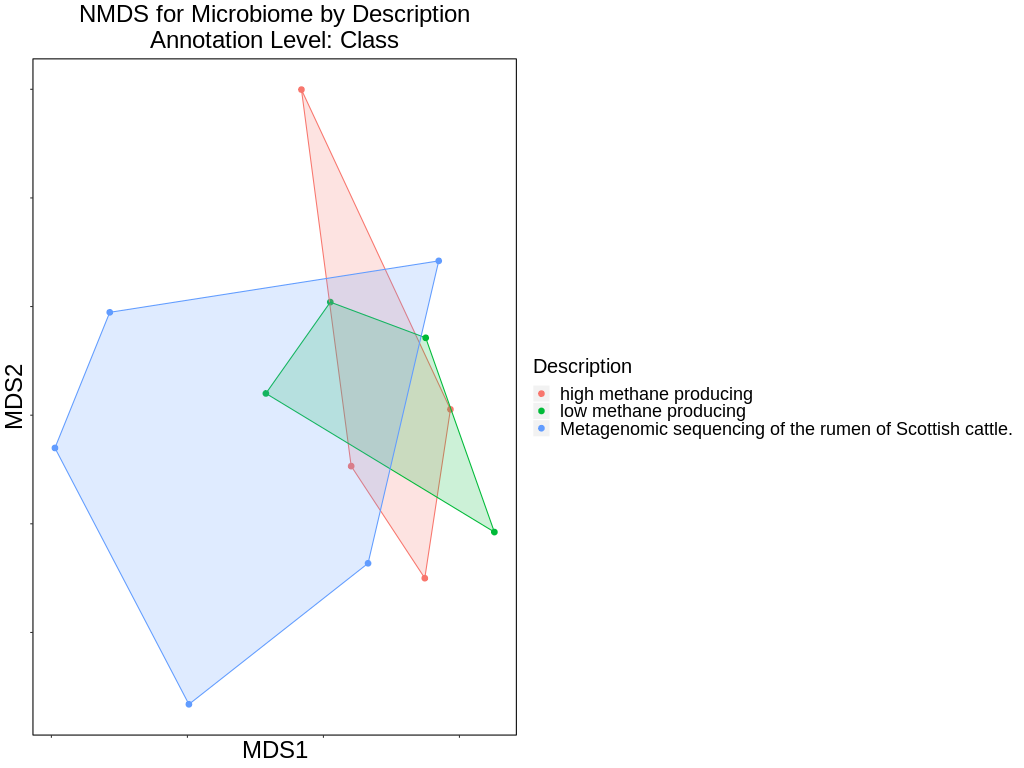 NMDS for Microbiome by Description
Annotation Level: Class
MDS2
MDS1
Description
high methane producing
low methane producing
Metagenomic sequencing of the rumen of Scottish cattle.